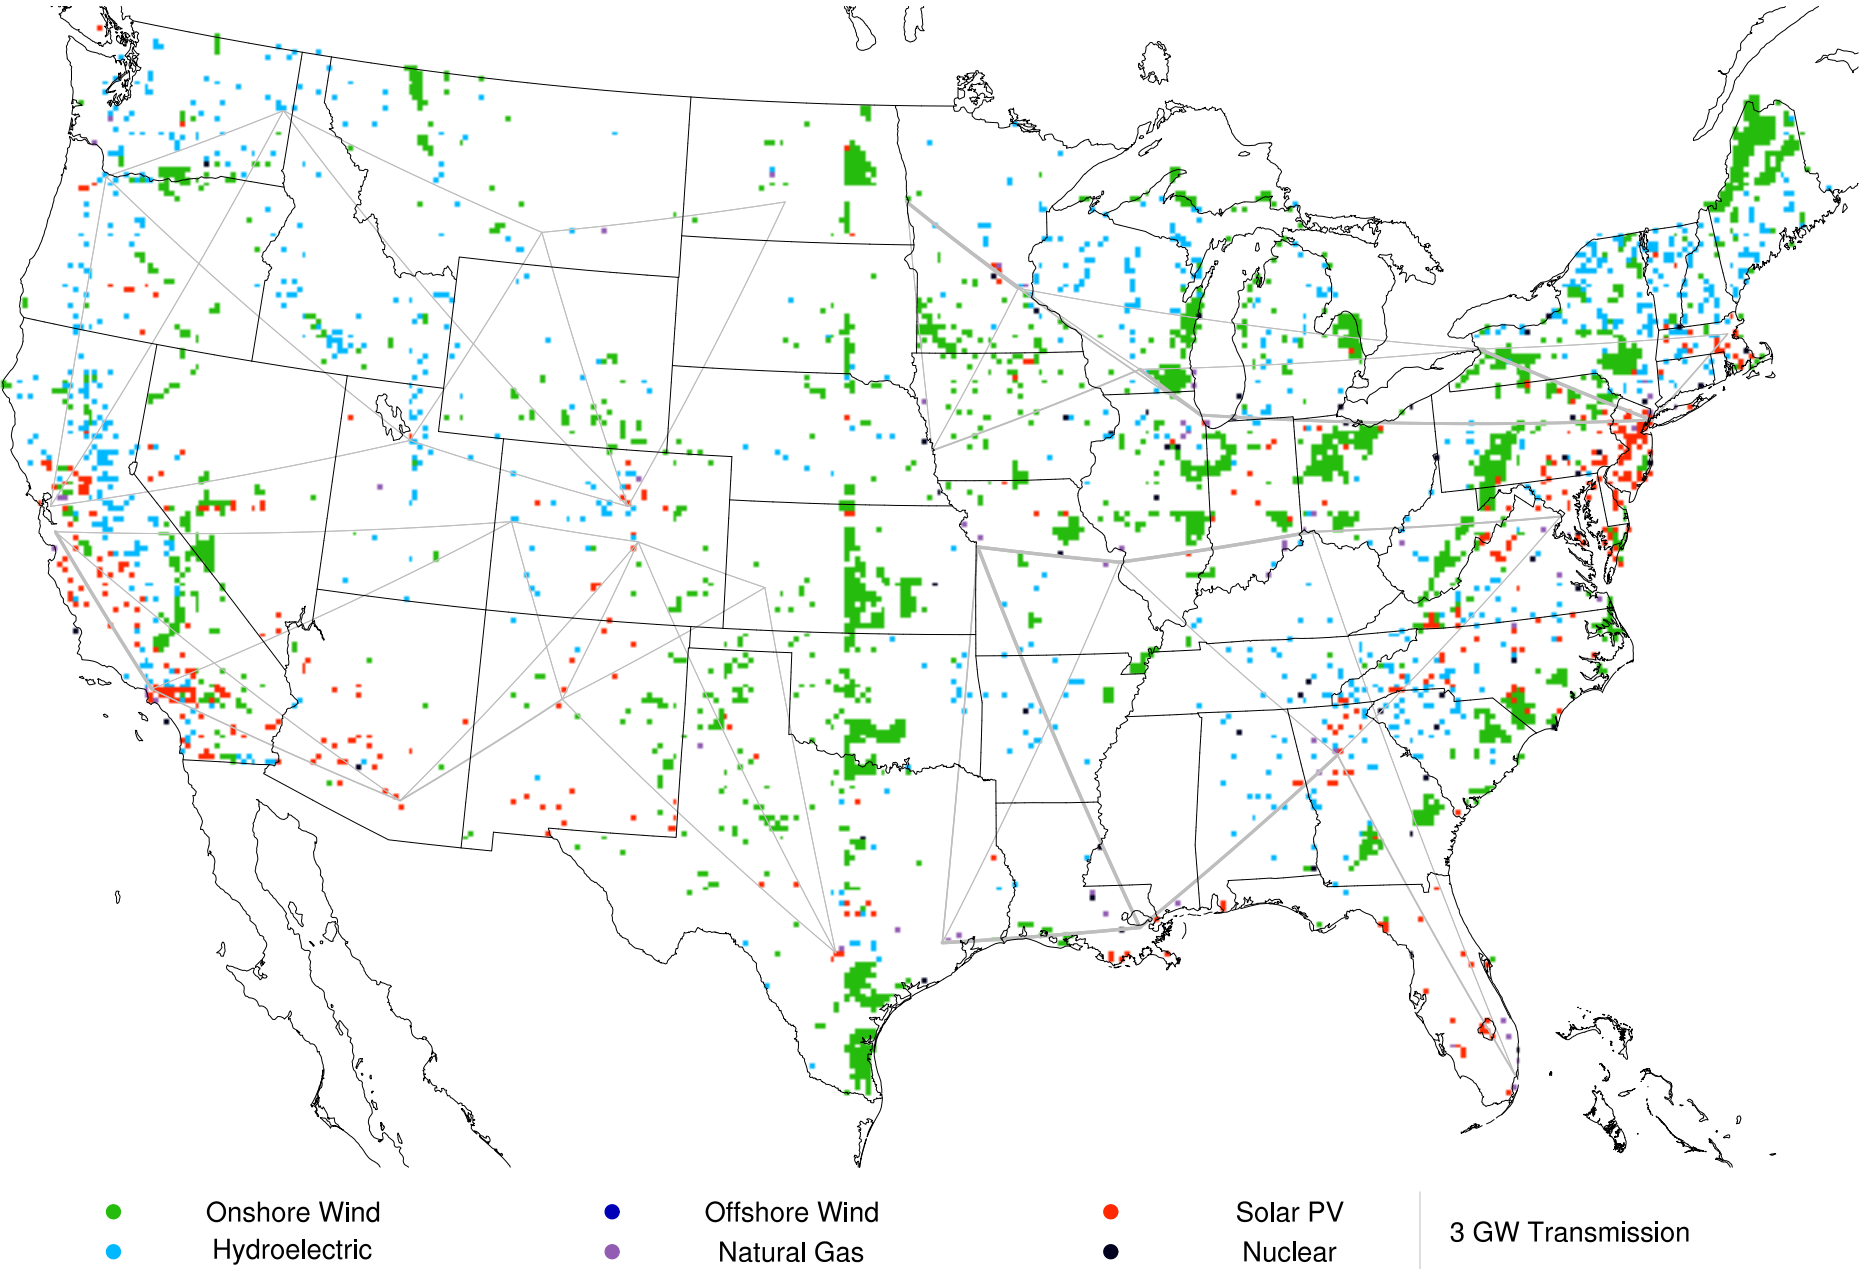 Onshore Wind
Offshore Wind
Solar PV
3 GW Transmission
Hydroelectric
Natural Gas
Nuclear